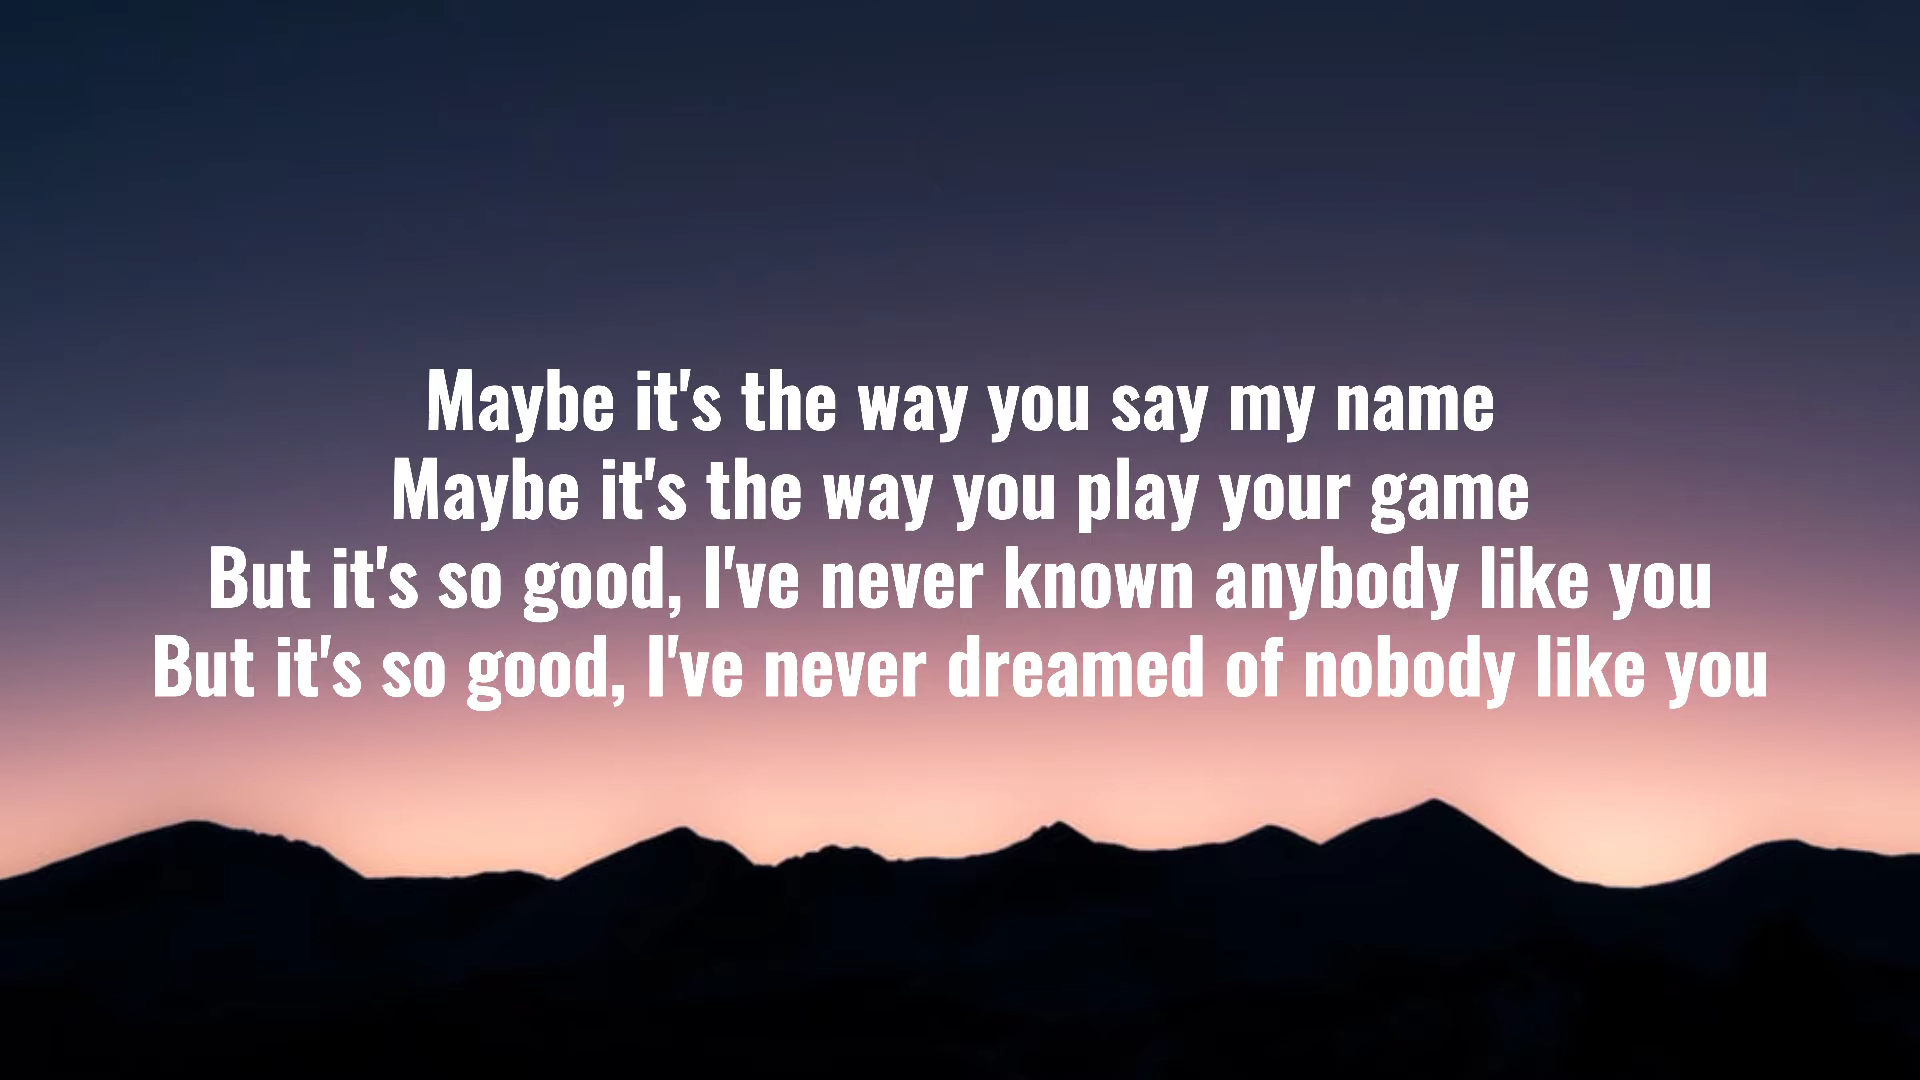 Maybe it's the way you say my name
Maybe it's the way you play your game
But it's so good, I've never known anybody like you
But it's so good, I've never dreamed of nobody like you